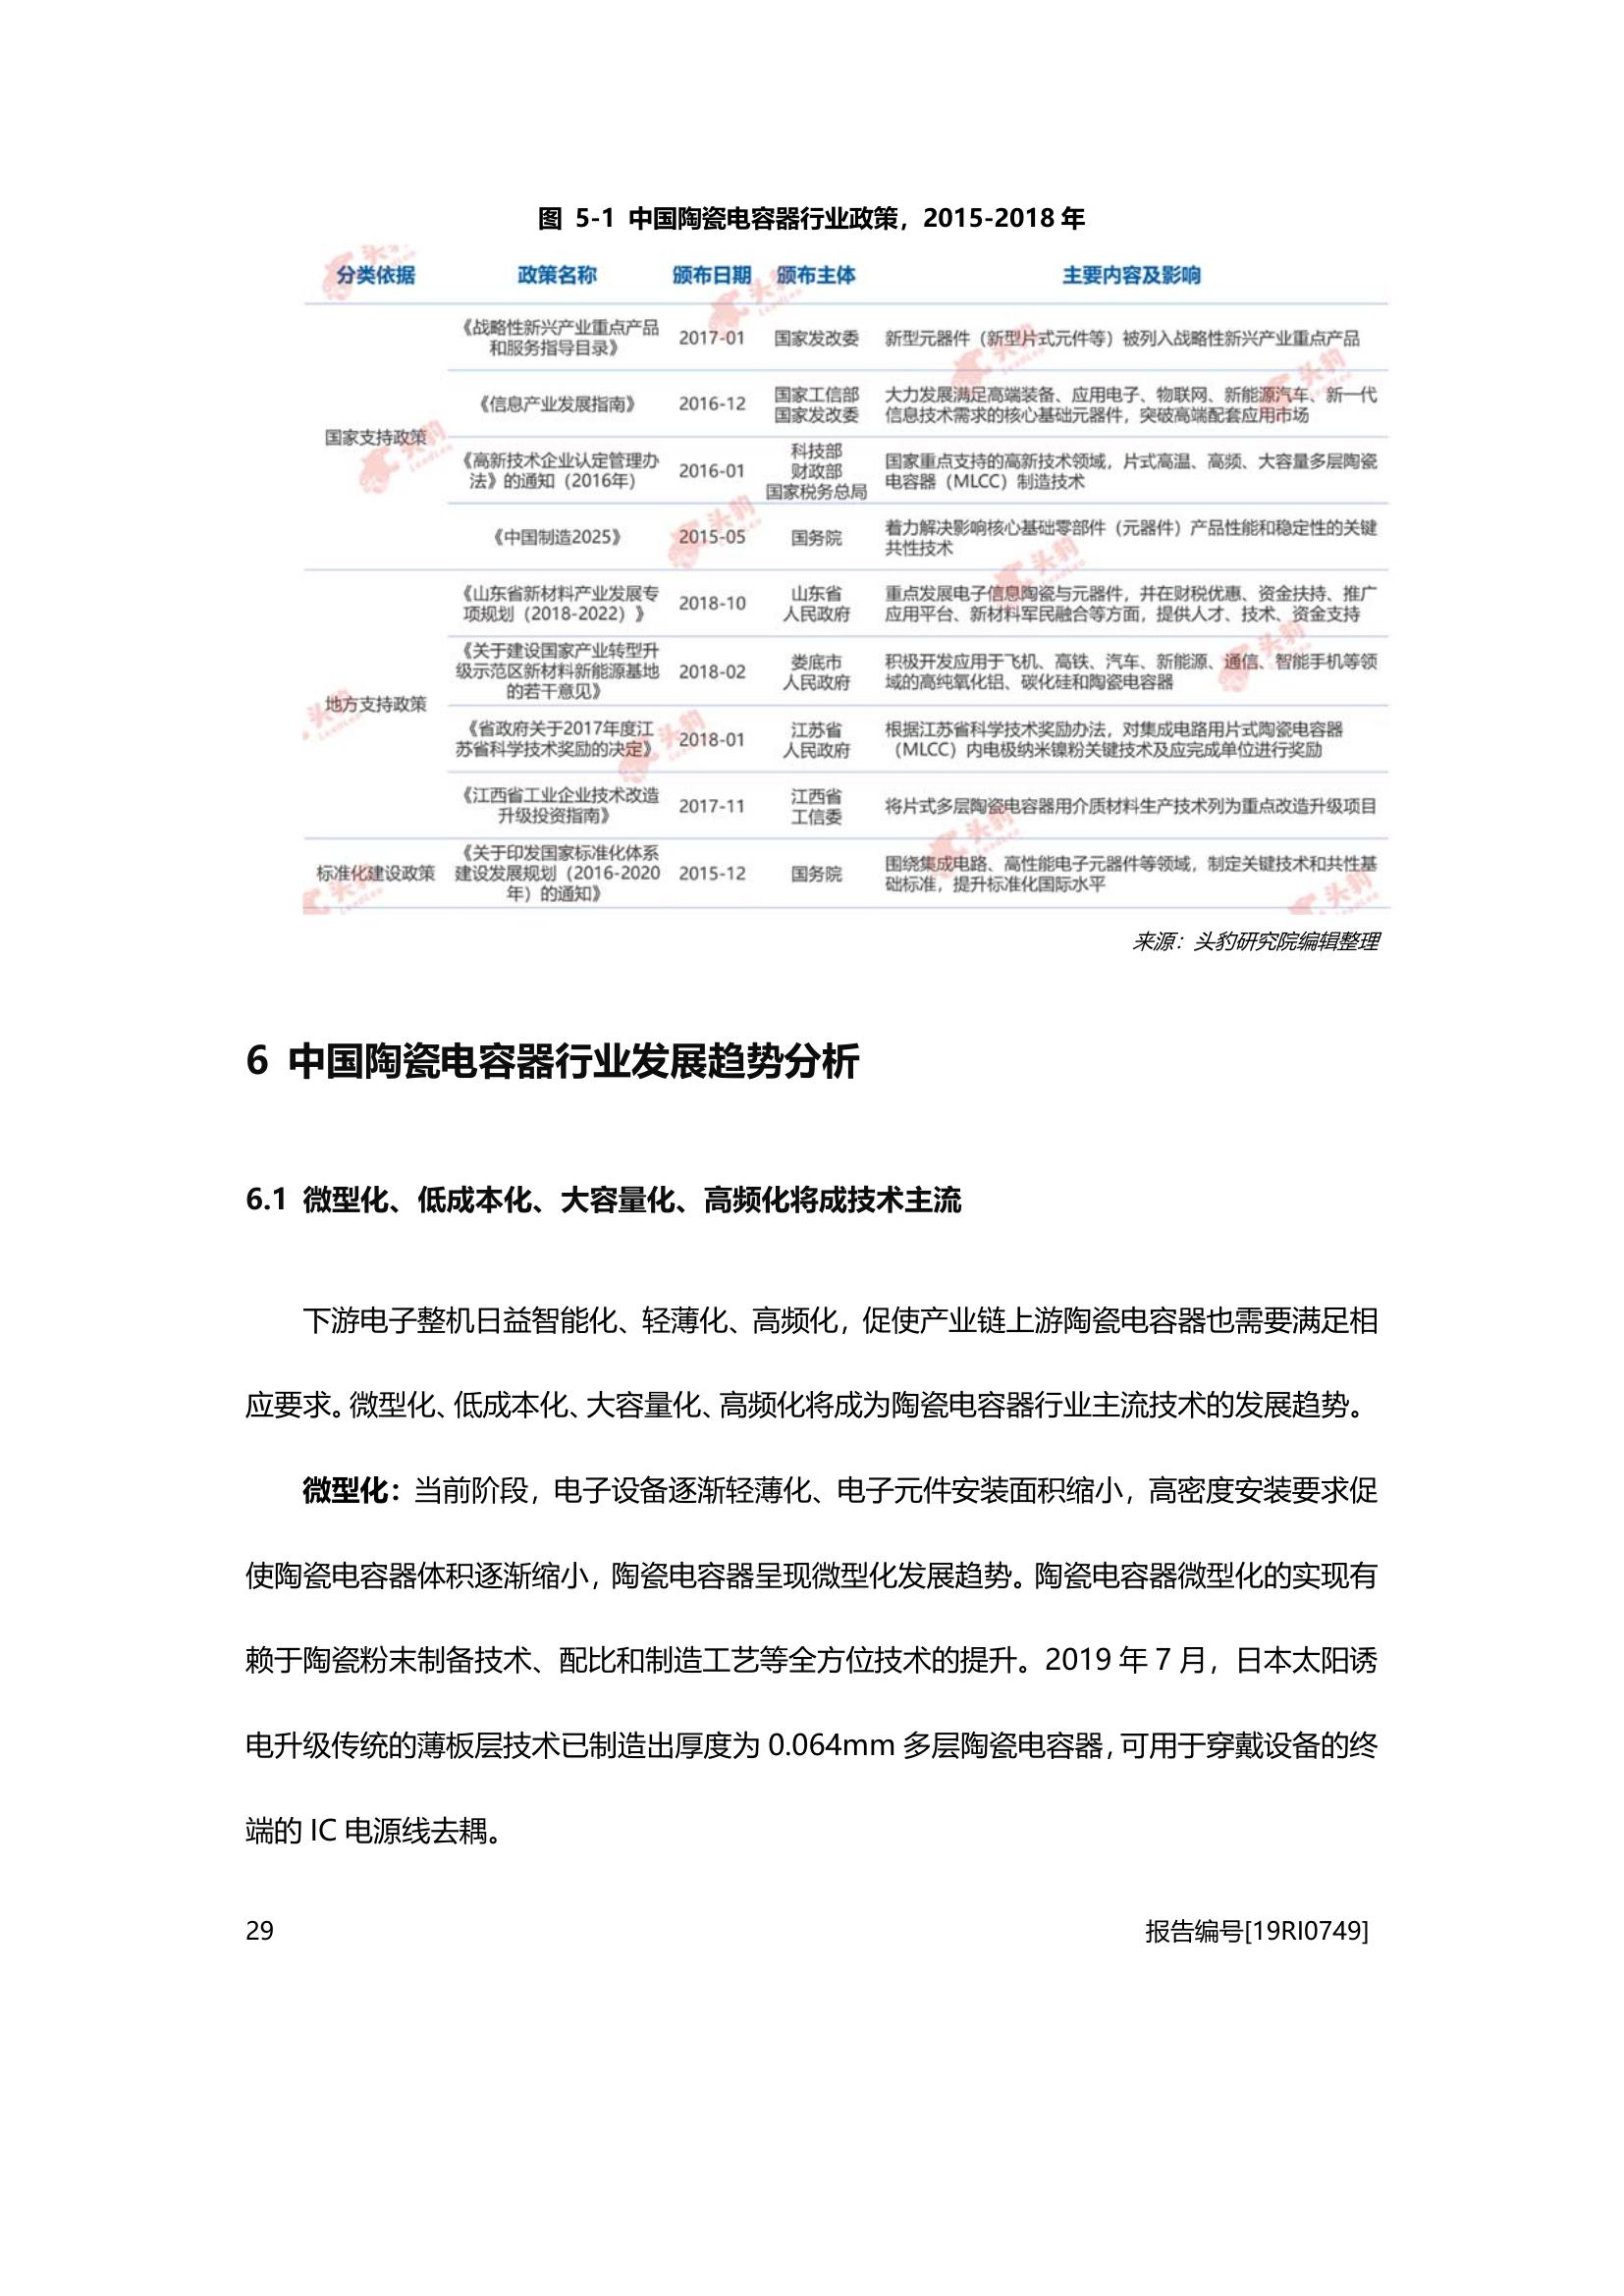 图 5-1 中国陶瓷电容器行业政策，2015-2018 年
分类依据 政策名称 颁布日期 颁布主体 主要内容及影响
国家支持政策
《战略性新兴产业重点产品
和服务指导目录》
2017-01
国家发改委
新型元器件（新型片式元件等）被列入战略性新兴产业重点产品
《信息产业发展指南》
2016-12
国家工信部
国家发改委
大力发展满足高端装备、应用电子、物联网、新能源汽车、新一代
信息技术需求的核心基础元器件，突破高端配套应用市场
《高新技术企业认定管理办
法》的通知（2016年）
2016-01
科技部
财政部
国家税务总局
国家重点支持的高新技术领域，片式高温、高频、大容量多层陶瓷
电容器（MLCC）制造技术
《中国制造2025》
2015-05
国务院
着力解决影响核心基础零部件（元器件）产品性能和稳定性的关键
共性技术
地方支持政策
《山东省新材料产业发展专
项规划（2018-2022）》
2018-10
山东省
人民政府
重点发展电子信息陶瓷与元器件，并在财税优惠、资金扶持、推广
应用平台、新材料军民融合等方面，提供人才、技术、资金支持
《关于建设国家产业转型升
级示范区新材料新能源基地
的若干意见》
2018-02
娄底市
人民政府
积极开发应用于飞机、高铁、汽车、新能源、通信、智能手机等领
域的高纯氧化铝、碳化硅和陶瓷电容器
《省政府关于2017年度江
苏省科学技术奖励的决定》
2018-01
江苏省
人民政府
根据江苏省科学技术奖励办法，对集成电路用片式陶瓷电容器
（MLCC）内电极纳米镍粉关键技术及应完成单位进行奖励
《江西省工业企业技术改造
升级投资指南》
2017-11
江西省
工信委
将片式多层陶瓷电容器用介质材料生产技术列为重点改造升级项目
标准化建设政策
《关于印发国家标准化体系
建设发展规划（2016-2020
年）的通知》
2015-12
国务院
围绕集成电路、高性能电子元器件等领域，制定关键技术和共性基
础标准，提升标准化国际水平
来源：头豹研究院编辑整理
6 中国陶瓷电容器行业发展趋势分析
6.1 微型化、低成本化、大容量化、高频化将成技术主流
下游电子整机日益智能化、轻薄化、高频化，促使产业链上游陶瓷电容器也需要满足相
应要求。微型化、低成本化、大容量化、高频化将成为陶瓷电容器行业主流技术的发展趋势。
微型化：当前阶段，电子设备逐渐轻薄化、电子元件安装面积缩小，高密度安装要求促
使陶瓷电容器体积逐渐缩小，陶瓷电容器呈现微型化发展趋势。陶瓷电容器微型化的实现有
赖于陶瓷粉末制备技术、配比和制造工艺等全方位技术的提升。2019 年 7 月，日本太阳诱
电升级传统的薄板层技术已制造出厚度为 0.064mm 多层陶瓷电容器，可用于穿戴设备的终
端的 IC 电源线去耦。
29 报告编号[19RI0749]